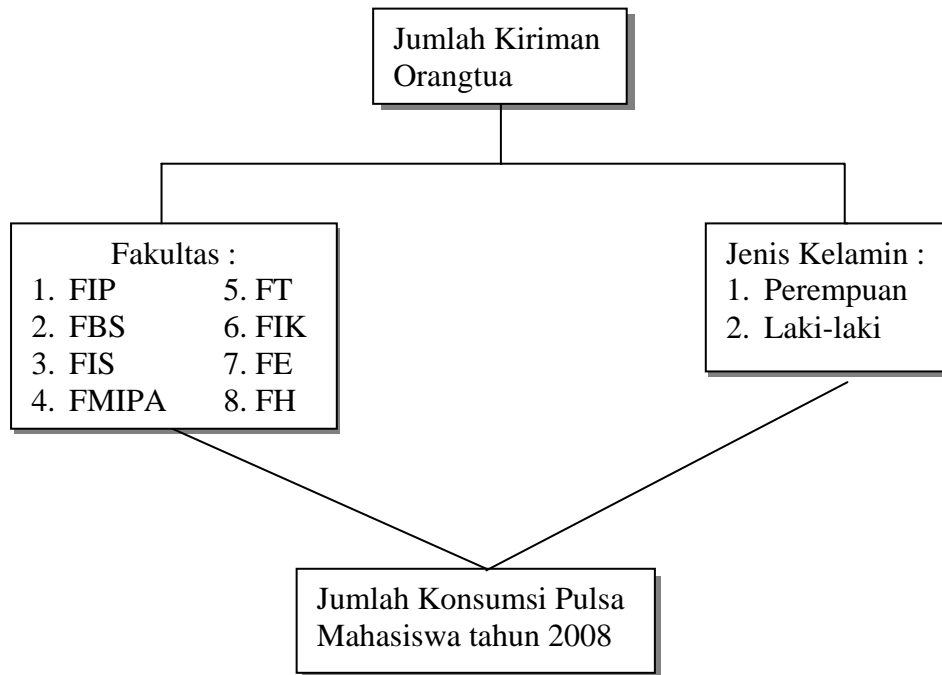 Jumlah Kiriman
Orangtua
Fakultas :
1. FIP 5. FT
2. FBS 6. FIK
3. FIS 7. FE
4. FMIPA 8. FH
Jenis Kelamin :
1. Perempuan
2. Laki-laki
Jumlah Konsumsi Pulsa
Mahasiswa tahun 2008